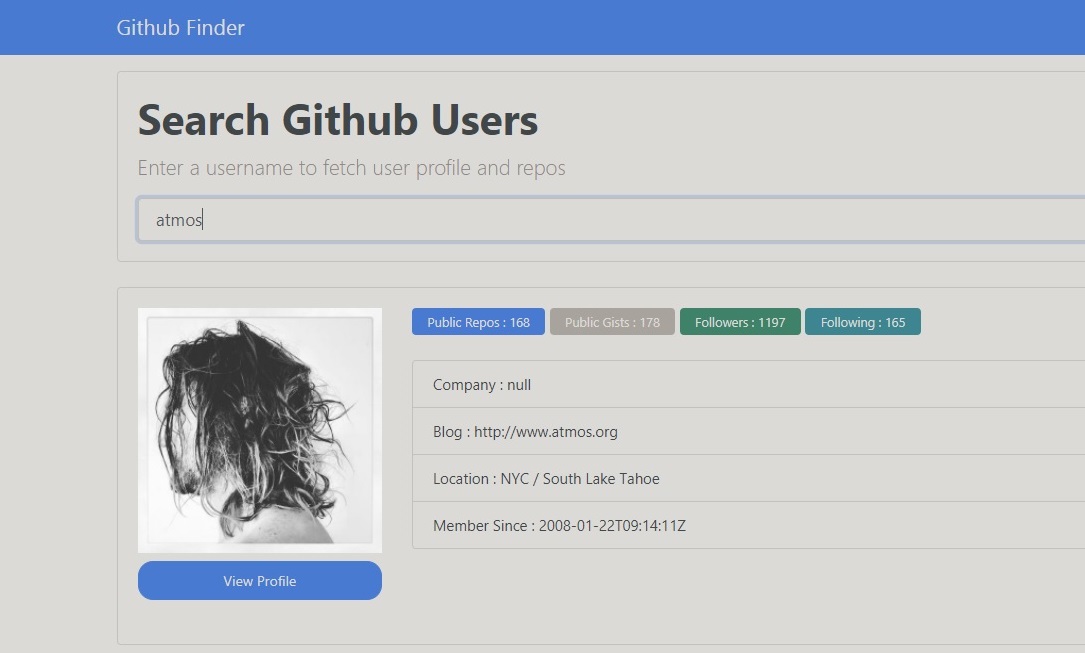 Github Finder
Search Github Users
Enter a username to fetch user profile and repos
atmos
Public Repos : 168 Public Gists : 178 Followers : 1197 Following : 165
Company : null
Blog : http://www.atmos.org
Location : NYC / South Lake Tahoe
Member Since : 2008-01-22T09:14:11Z
View Profile